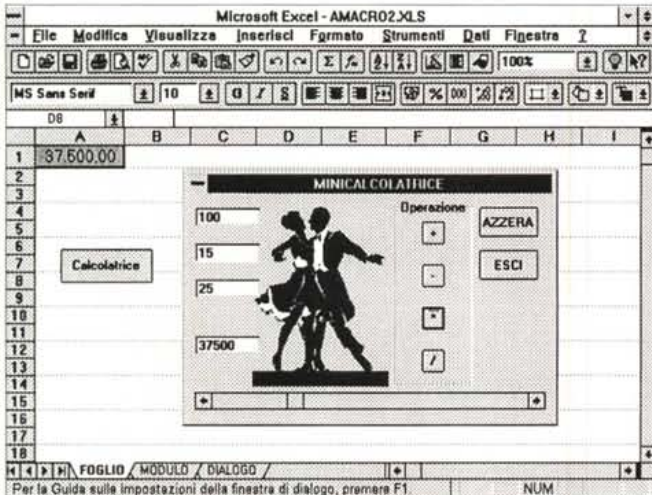 Microsoft Excel - AMACRO2.XLS
File Modifica Visualizza Inserisci Formato Strumenti Dati Finestra ?
100%
MS Sans Serif 10 G I S % 000
D8
A B C D E F G H I
1 37.500,00
2
3
4
5
6
7
8
9
10
11
12
13
14
15
16
17
18
MINICALCOLATRICE
Operazione
100
15
25
37500
+
-
*
/
AZZERA
ESCI
Calcolatrice
FOGLIO MODULO DIALOGO
Per la Guida sulle impostazioni della finestra di dialogo, premere F1. NUM